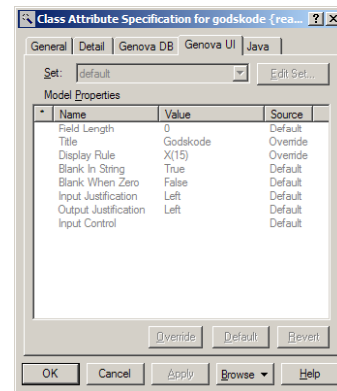 Class Attribute Specification for godskode {rea... ? X
General Detail Genova DB Genova UI Java
Set: default Edit Set...
Model Properties
* Name Value Source
Field Length 0 Default
Title Godskode Override
Display Rule X(15) Override
Blank In String True Default
Blank When Zero False Default
Input Justification Left Default
Output Justification Left Default
Input Control Default
Override Default Revert
OK Cancel Apply Browse Help